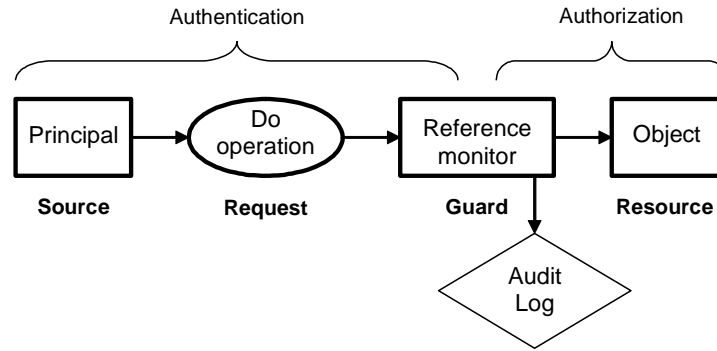 Authentication
Authorization
Principal
Do
operation
Reference
monitor
Object
Source
Request
Guard
Resource
Audit
Log